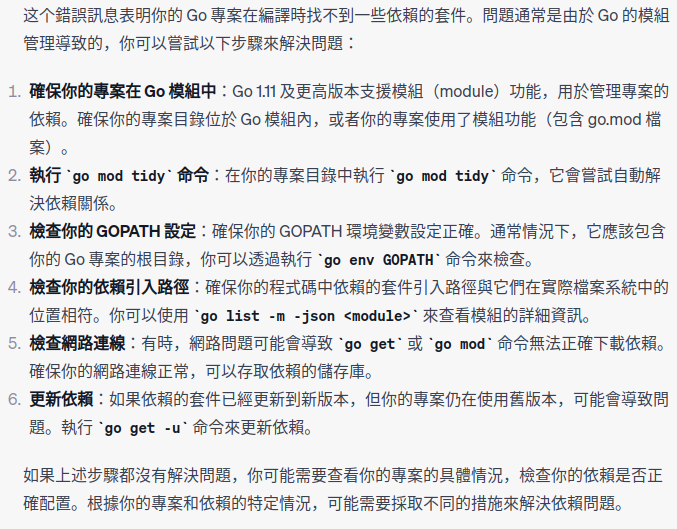 这个錯誤訊息表明你的 Go 專案在編譯時找不到一些依賴的套件。問題通常是由於 Go 的模組
管理導致的，你可以嘗試以下步驟來解決問題：
1. 確保你的專案在 Go 模組中：Go 1.11 及更高版本支援模組（module）功能，用於管理專案的
依賴。確保你的專案目錄位於 Go 模組內，或者你的專案使用了模組功能（包含 go.mod 檔
案）。
2. 執行 `go mod tidy` 命令：在你的專案目錄中執行 `go mod tidy` 命令，它會嘗試自動解
決依賴關係。
3. 檢查你的 GOPATH 設定：確保你的 GOPATH 環境變數設定正確。通常情況下，它應該包含
你的 Go 專案的根目錄，你可以透過執行 `go env GOPATH` 命令來檢查。
4. 檢查你的依賴引入路徑：確保你的程式碼中依賴的套件引入路徑與它們在實際檔案系統中的
位置相符。你可以使用 `go list -m -json <module>` 來查看模組的詳細資訊。
5. 檢查網路連線：有時，網路問題可能會導致 `go get` 或 `go mod` 命令無法正確下載依賴。
確保你的網路連線正常，可以存取依賴的儲存庫。
6. 更新依賴：如果依賴的套件已經更新到新版本，但你的專案仍在使用舊版本，可能會導致問
題。執行 `go get -u` 命令來更新依賴。
如果上述步驟都沒有解決問題，你可能需要查看你的專案的具體情況，檢查你的依賴是否正
確配置。根據你的專案和依賴的特定情況，可能需要採取不同的措施來解決依賴問題。